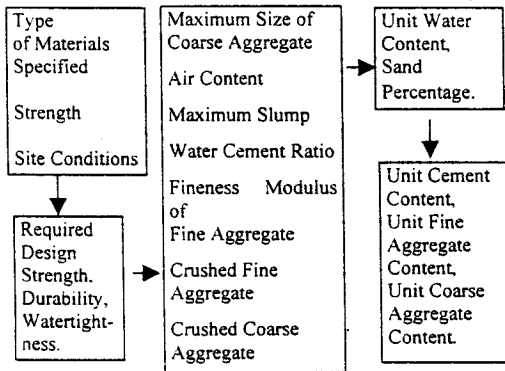 Type
of Materials
Specified
Strength
Site Conditions
Required
Design
Strength.
Durability,
Watertight-
ness.
Maximum Size of
Coarse Aggregate
Air Content
Maximum Slump
Water Cement Ratio
Fineness Modulus
of
Fine Aggregate
Crushed Fine
Aggregate
Crushed Coarse
Aggregate
Unit Water
Content,
Sand
Percentage.
Unit Cement
Content,
Unit Fine
Aggregate
Content,
Unit Coarse
Aggregate
Content.